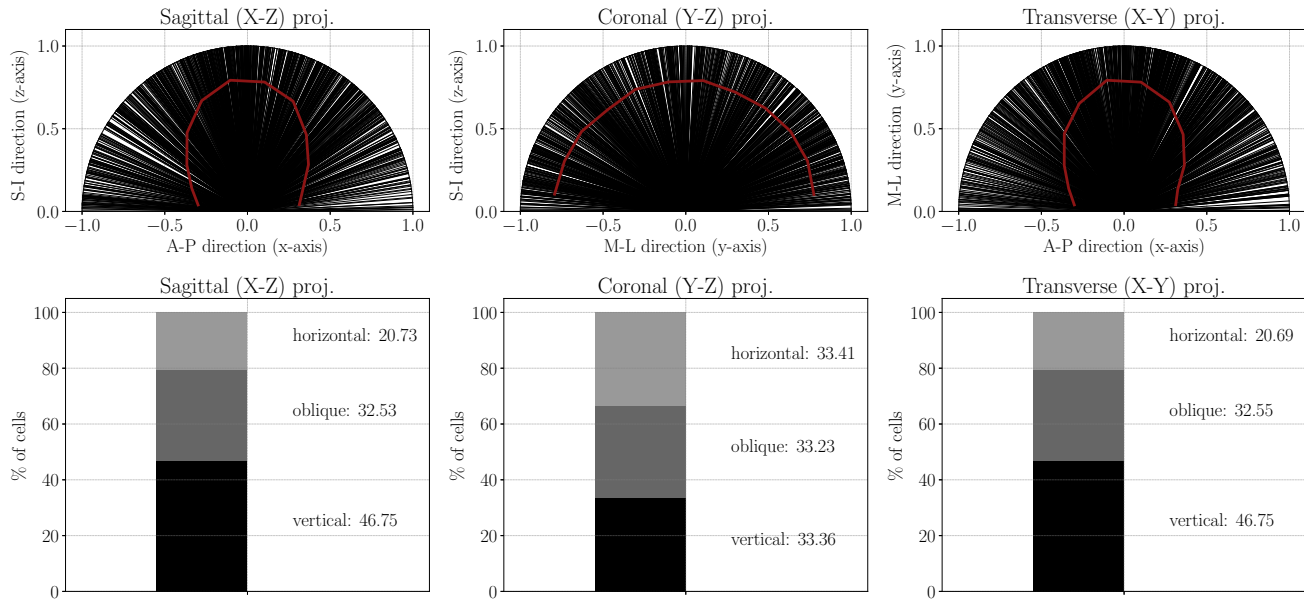 Sagittal (X-Z) proj.
Coronal (Y-Z) proj.
Transverse (X-Y) proj.
S-I direction (z-axis)
1.0
0.5
0.0
−1.0
−0.5
0.0
0.5
1.0
A-P direction (x-axis)
S-I direction (z-axis)
1.0
0.5
0.0
−1.0
−0.5
0.0
0.5
1.0
M-L direction (y-axis)
M-L direction (y-axis)
1.0
0.5
0.0
−1.0
−0.5
0.0
0.5
1.0
A-P direction (x-axis)
Sagittal (X-Z) proj.
% of cells
100
80
60
40
20
0
horizontal: 20.73
oblique: 32.53
vertical: 46.75
Coronal (Y-Z) proj.
% of cells
100
80
60
40
20
0
horizontal: 33.41
oblique: 33.23
vertical: 33.36
Transverse (X-Y) proj.
% of cells
100
80
60
40
20
0
horizontal: 20.69
oblique: 32.55
vertical: 46.75